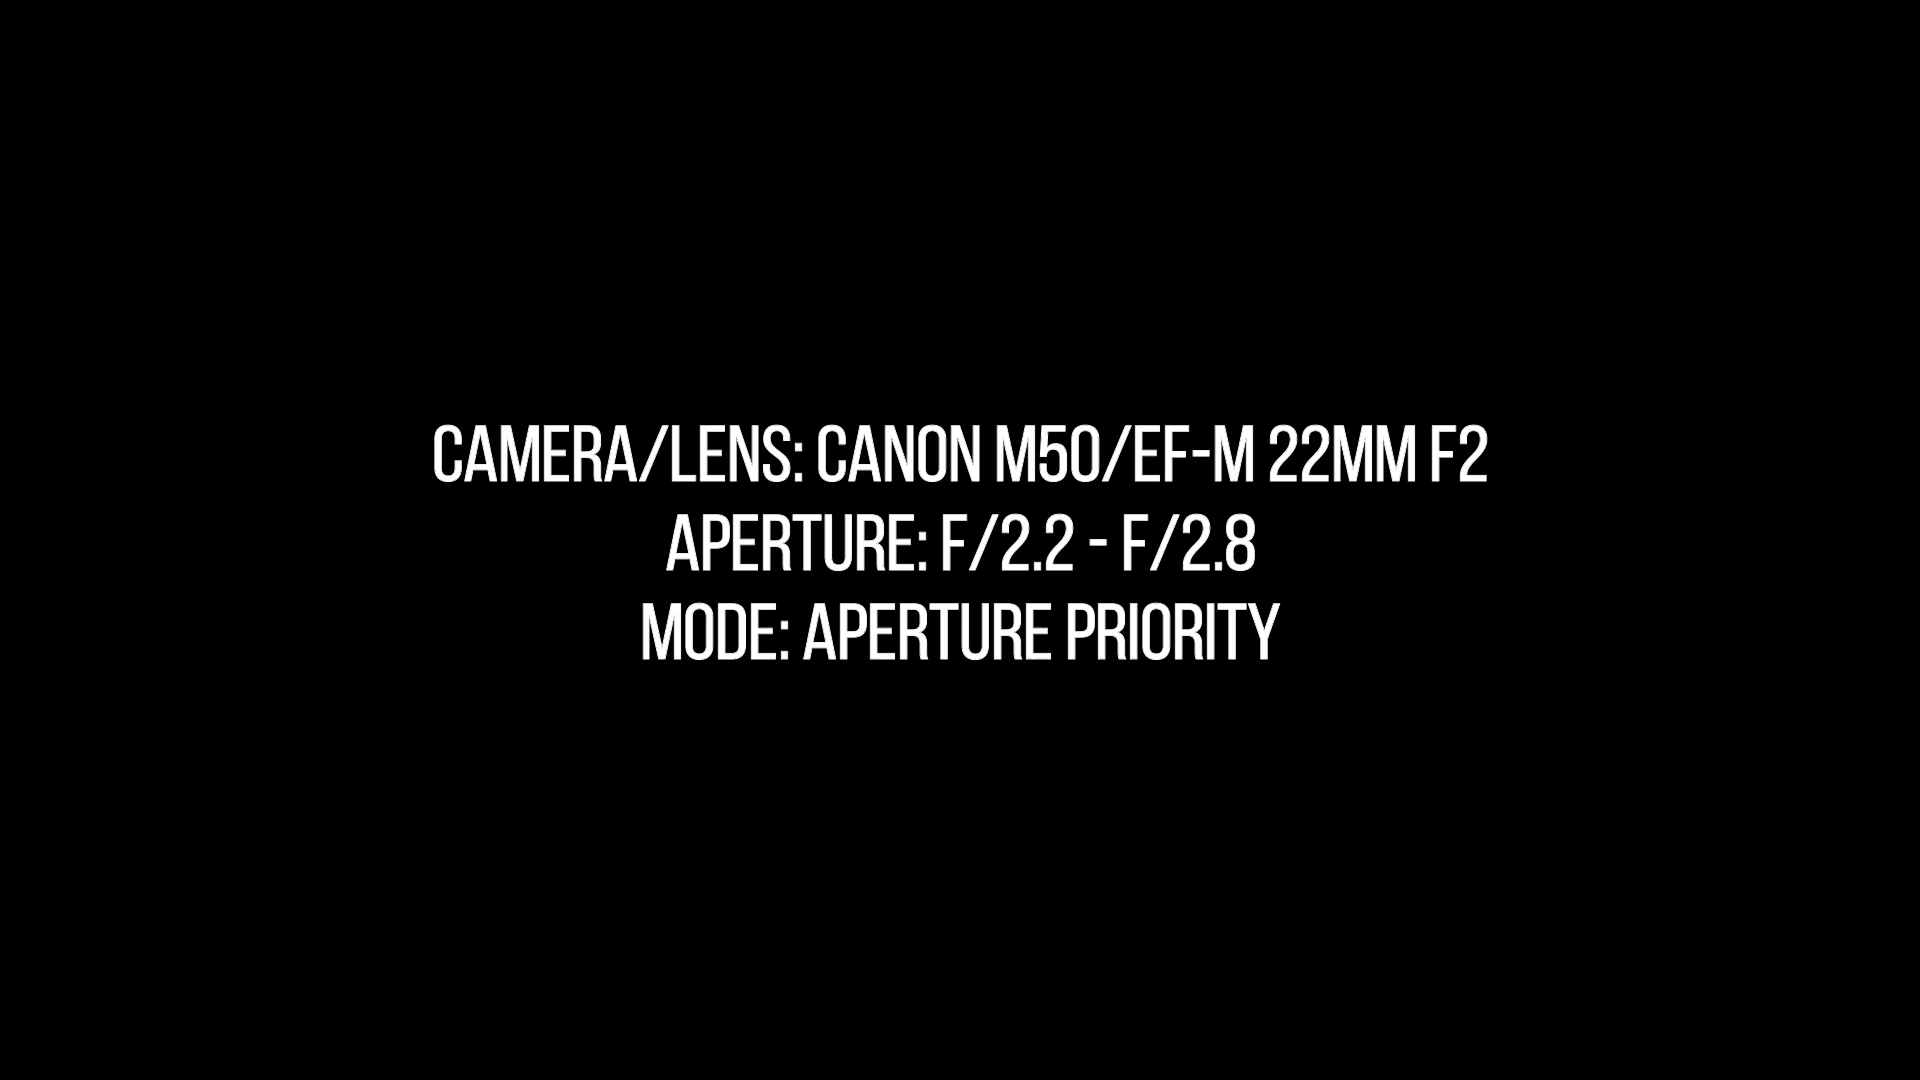 CAMERA/LENS: CANON M50/EF-M 22MM F2
APERTURE: F/2.2 - F/2.8
MODE: APERTURE PRIORITY